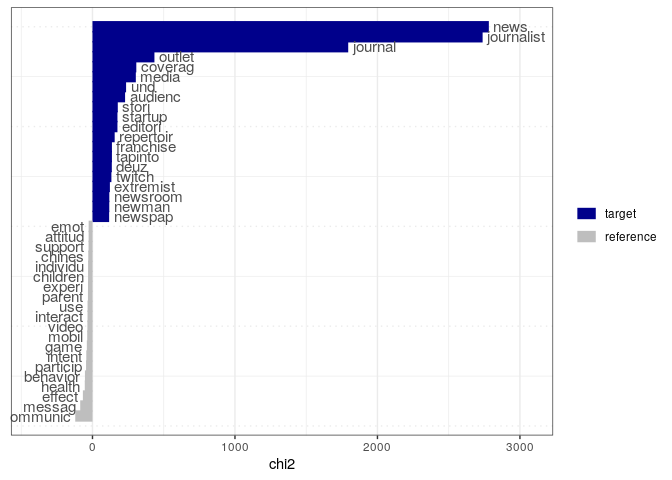 news
journalist
journal
outlet
coverag
media
und
audienc
stori
startup
editori
repertoir
franchise
tapinto
deuz
twitch
extremist
newsroom
newman
newspap
emot
attitud
support
chines
individu
children
experi
parent
use
interact
video
mobil
game
intent
particip
behavior
health
effect
messag
ommunic
0 1000 2000 3000
chi2
target
reference